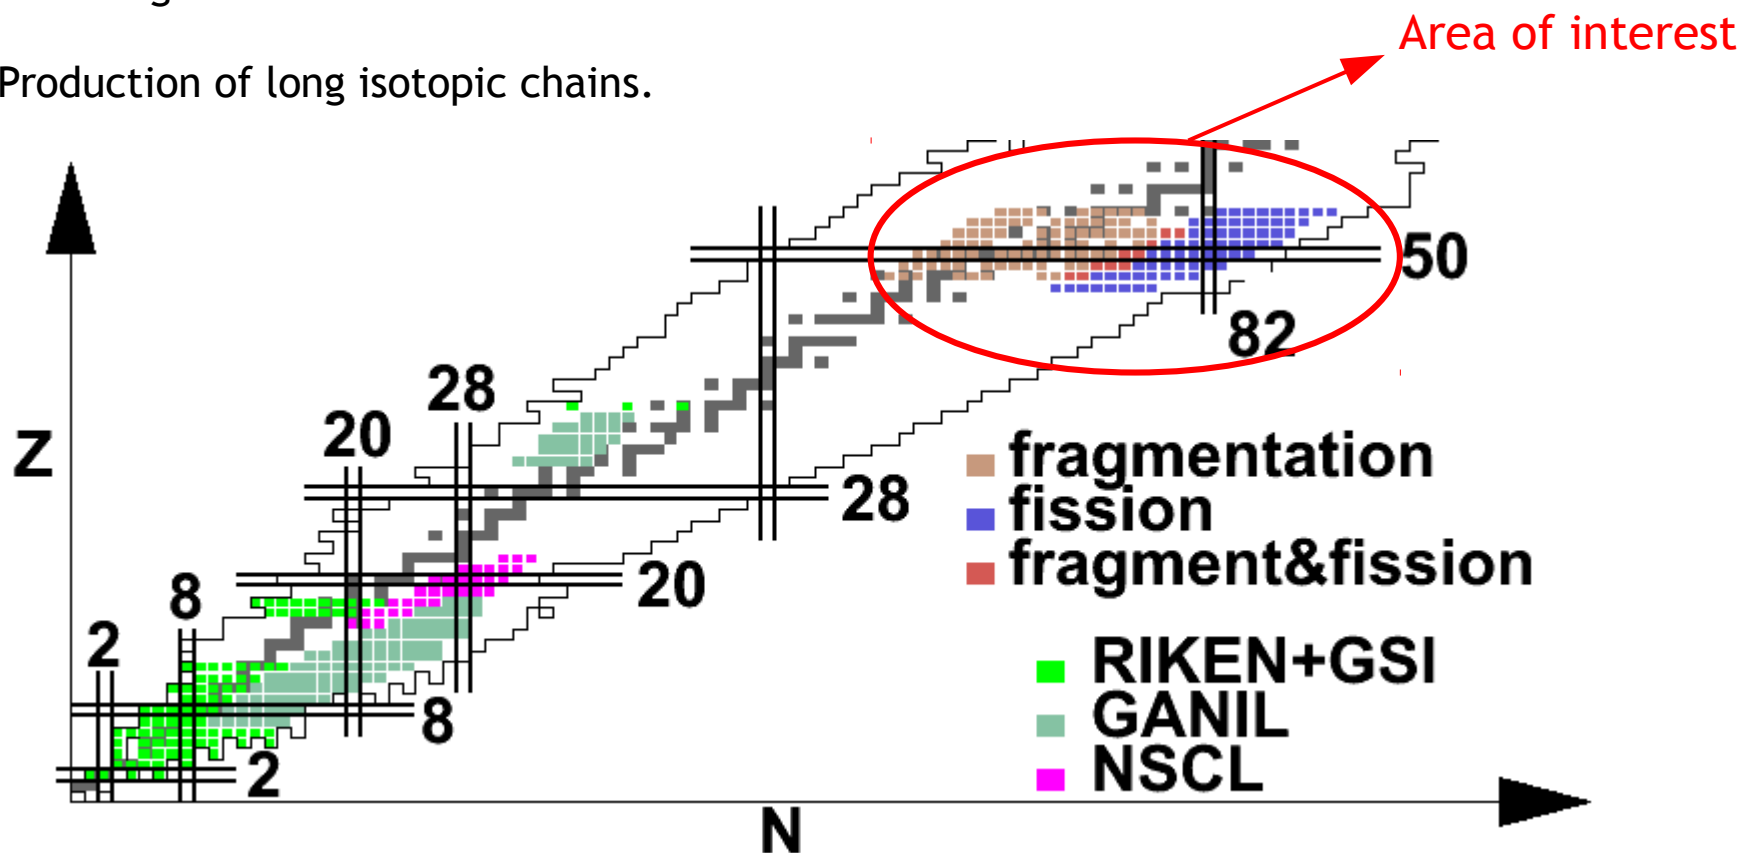 Area of interest
Production of long isotopic chains.
50
82
28
20
28
Z
fragmentation
fission
fragment&fission
20
8
2
8
2
RIKEN+GSI
GANIL
NSCL
N